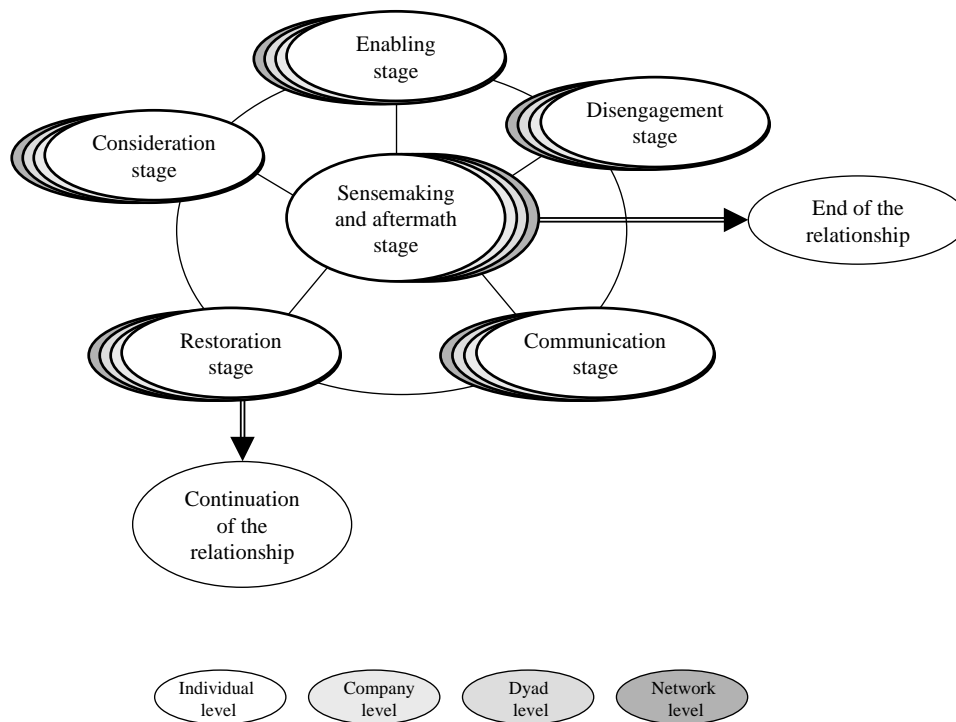 Enabling
stage
Disengagement
stage
Consideration
stage
Sensemaking
and aftermath
stage
End of the
relationship
Restoration
stage
Communication
stage
Continuation
of the
relationship
Individual
level
Company
level
Dyad
level
Network
level